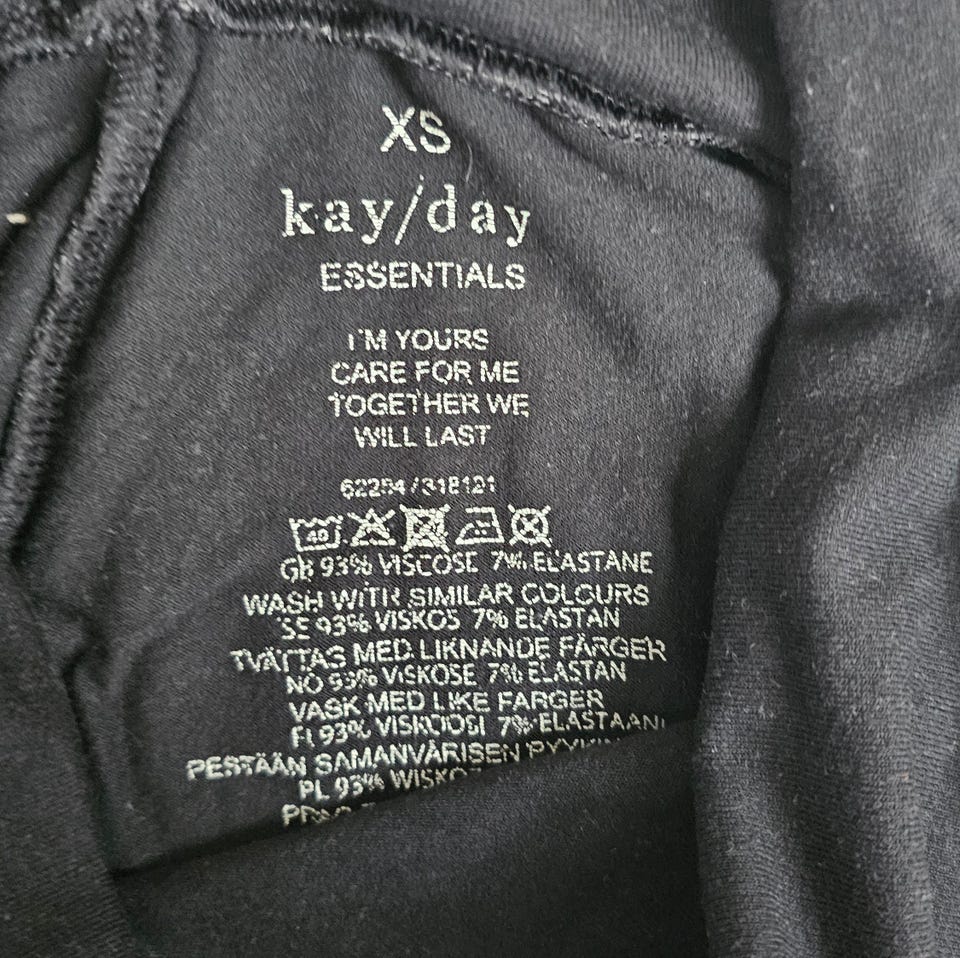 XS
kay/day
ESSENTIALS
I'M YOURS
CARE FOR ME
TOGETHER WE
WILL LAST
62284/318121
40
GB 93% VISCOSE 7% ELASTANE
WASH WITH SIMILAR COLOURS
SE 93% VISKOS 7% ELASTAN
TVÄTTAS MED LIKNANDE FÄRGER
NO 93% VISKOSE 7% ELASTAN
VASK MED LIKE FARGER
FI 93% VISKOOSI 7% ELASTAANI
PESTÄÄN SAMANVÄRISEN
PL 93%